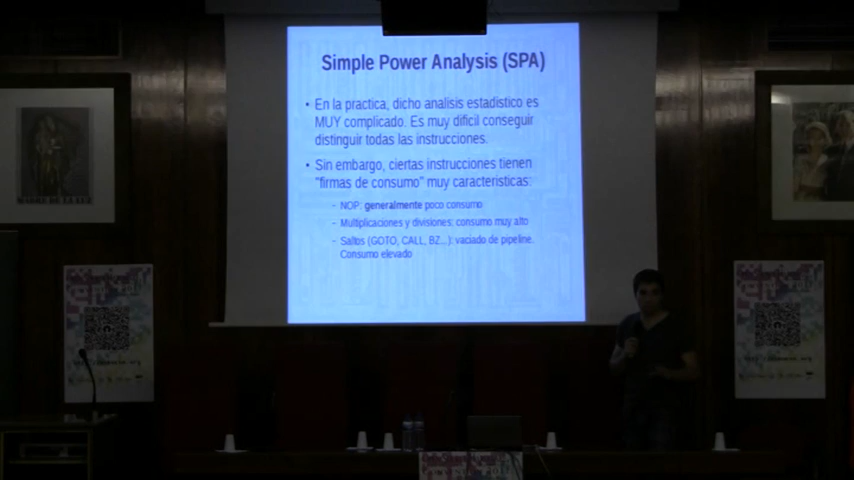 Simple Power Analysis (SPA)
• En la practica, dicho analisis estadistico es
MUY complicado. Es muy dificil conseguir
distinguir todas las instrucciones.
• Sin embargo, ciertas instrucciones tienen
"firmas de consumo" muy caracteristicas:
- NOP: generalmente poco consumo
- Multiplicaciones y divisiones: consumo muy alto
- Saltos (GOTO, CALL, BZ...): vaciado de pipeline.
Consumo elevado